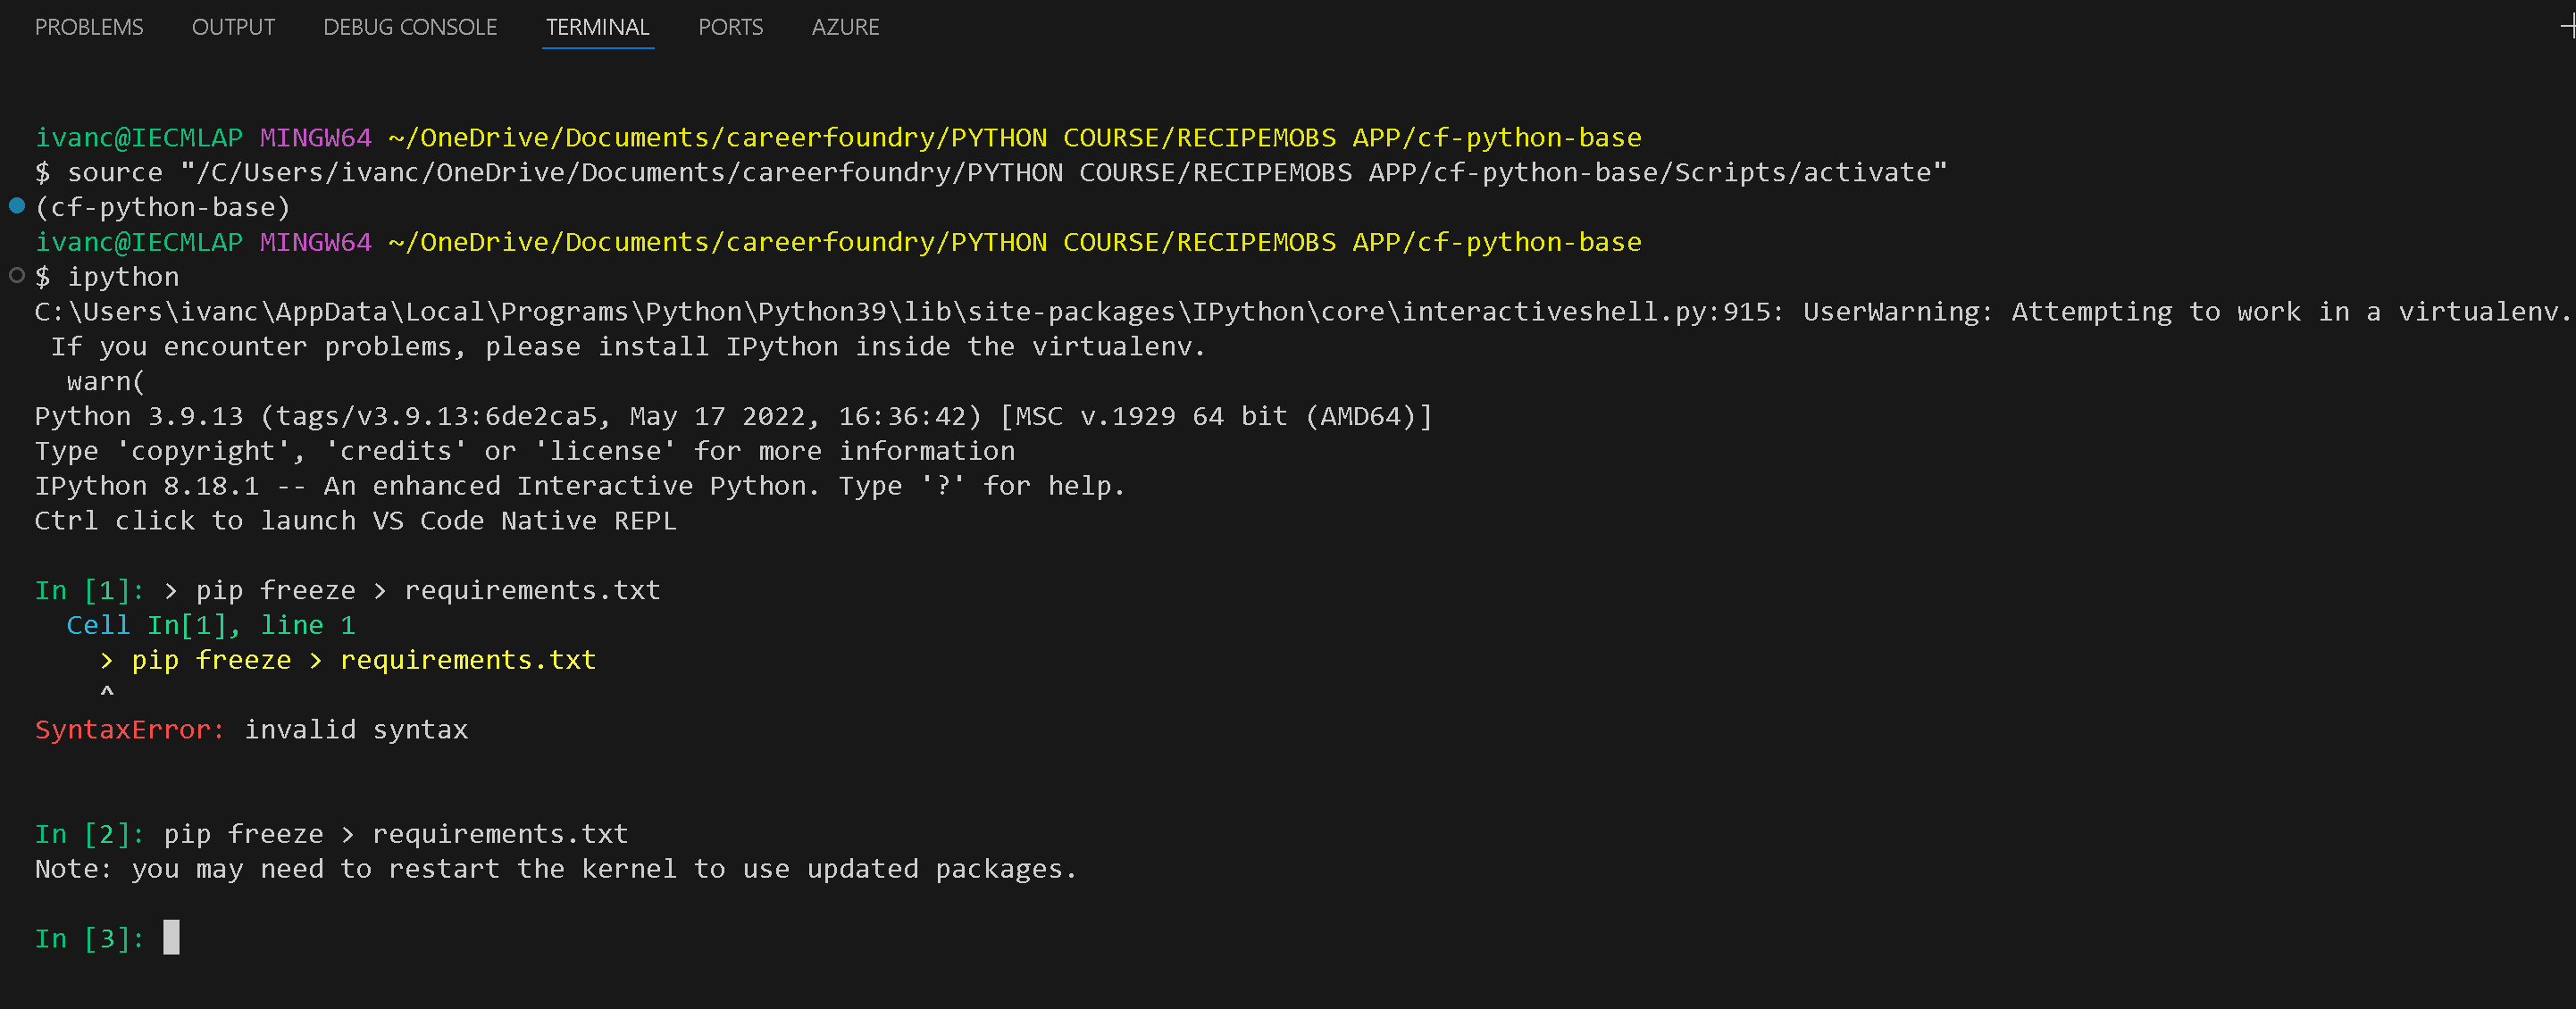 PROBLEMS OUTPUT DEBUG CONSOLE TERMINAL PORTS AZURE
ivanc@IECMLAP MINGW64 ~/OneDrive/Documents/careerfoundry/PYTHON COURSE/RECIPEMOBS APP/cf-python-base
$ source "/C/Users/ivanc/OneDrive/Documents/careerfoundry/PYTHON COURSE/RECIPEMOBS APP/cf-python-base/Scripts/activate"
(cf-python-base)
ivanc@IECMLAP MINGW64 ~/OneDrive/Documents/careerfoundry/PYTHON COURSE/RECIPEMOBS APP/cf-python-base
$ ipython
C:\Users\ivanc\AppData\Local\Programs\Python\Python39\lib\site-packages\IPython\core\interactiveshell.py:915: UserWarning: Attempting to work in a virtualenv.
 If you encounter problems, please install IPython inside the virtualenv.
  warn(
Python 3.9.13 (tags/v3.9.13:6de2ca5, May 17 2022, 16:36:42) [MSC v.1929 64 bit (AMD64)]
Type 'copyright', 'credits' or 'license' for more information
IPython 8.18.1 -- An enhanced Interactive Python. Type '?' for help.
Ctrl click to launch VS Code Native REPL
In [1]: > pip freeze > requirements.txt
  Cell In[1], line 1
    > pip freeze > requirements.txt
    ^
SyntaxError: invalid syntax
In [2]: pip freeze > requirements.txt
Note: you may need to restart the kernel to use updated packages.
In [3]: